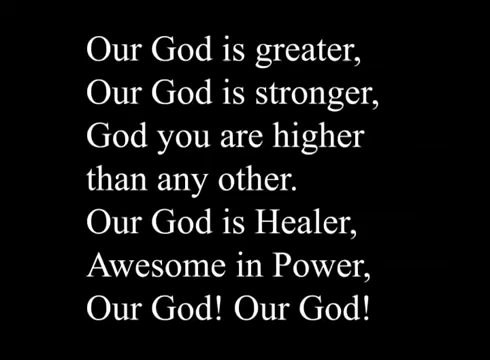 Our God is greater,
Our God is stronger,
God you are higher
than any other.
Our God is Healer,
Awesome in Power,
Our God! Our God!